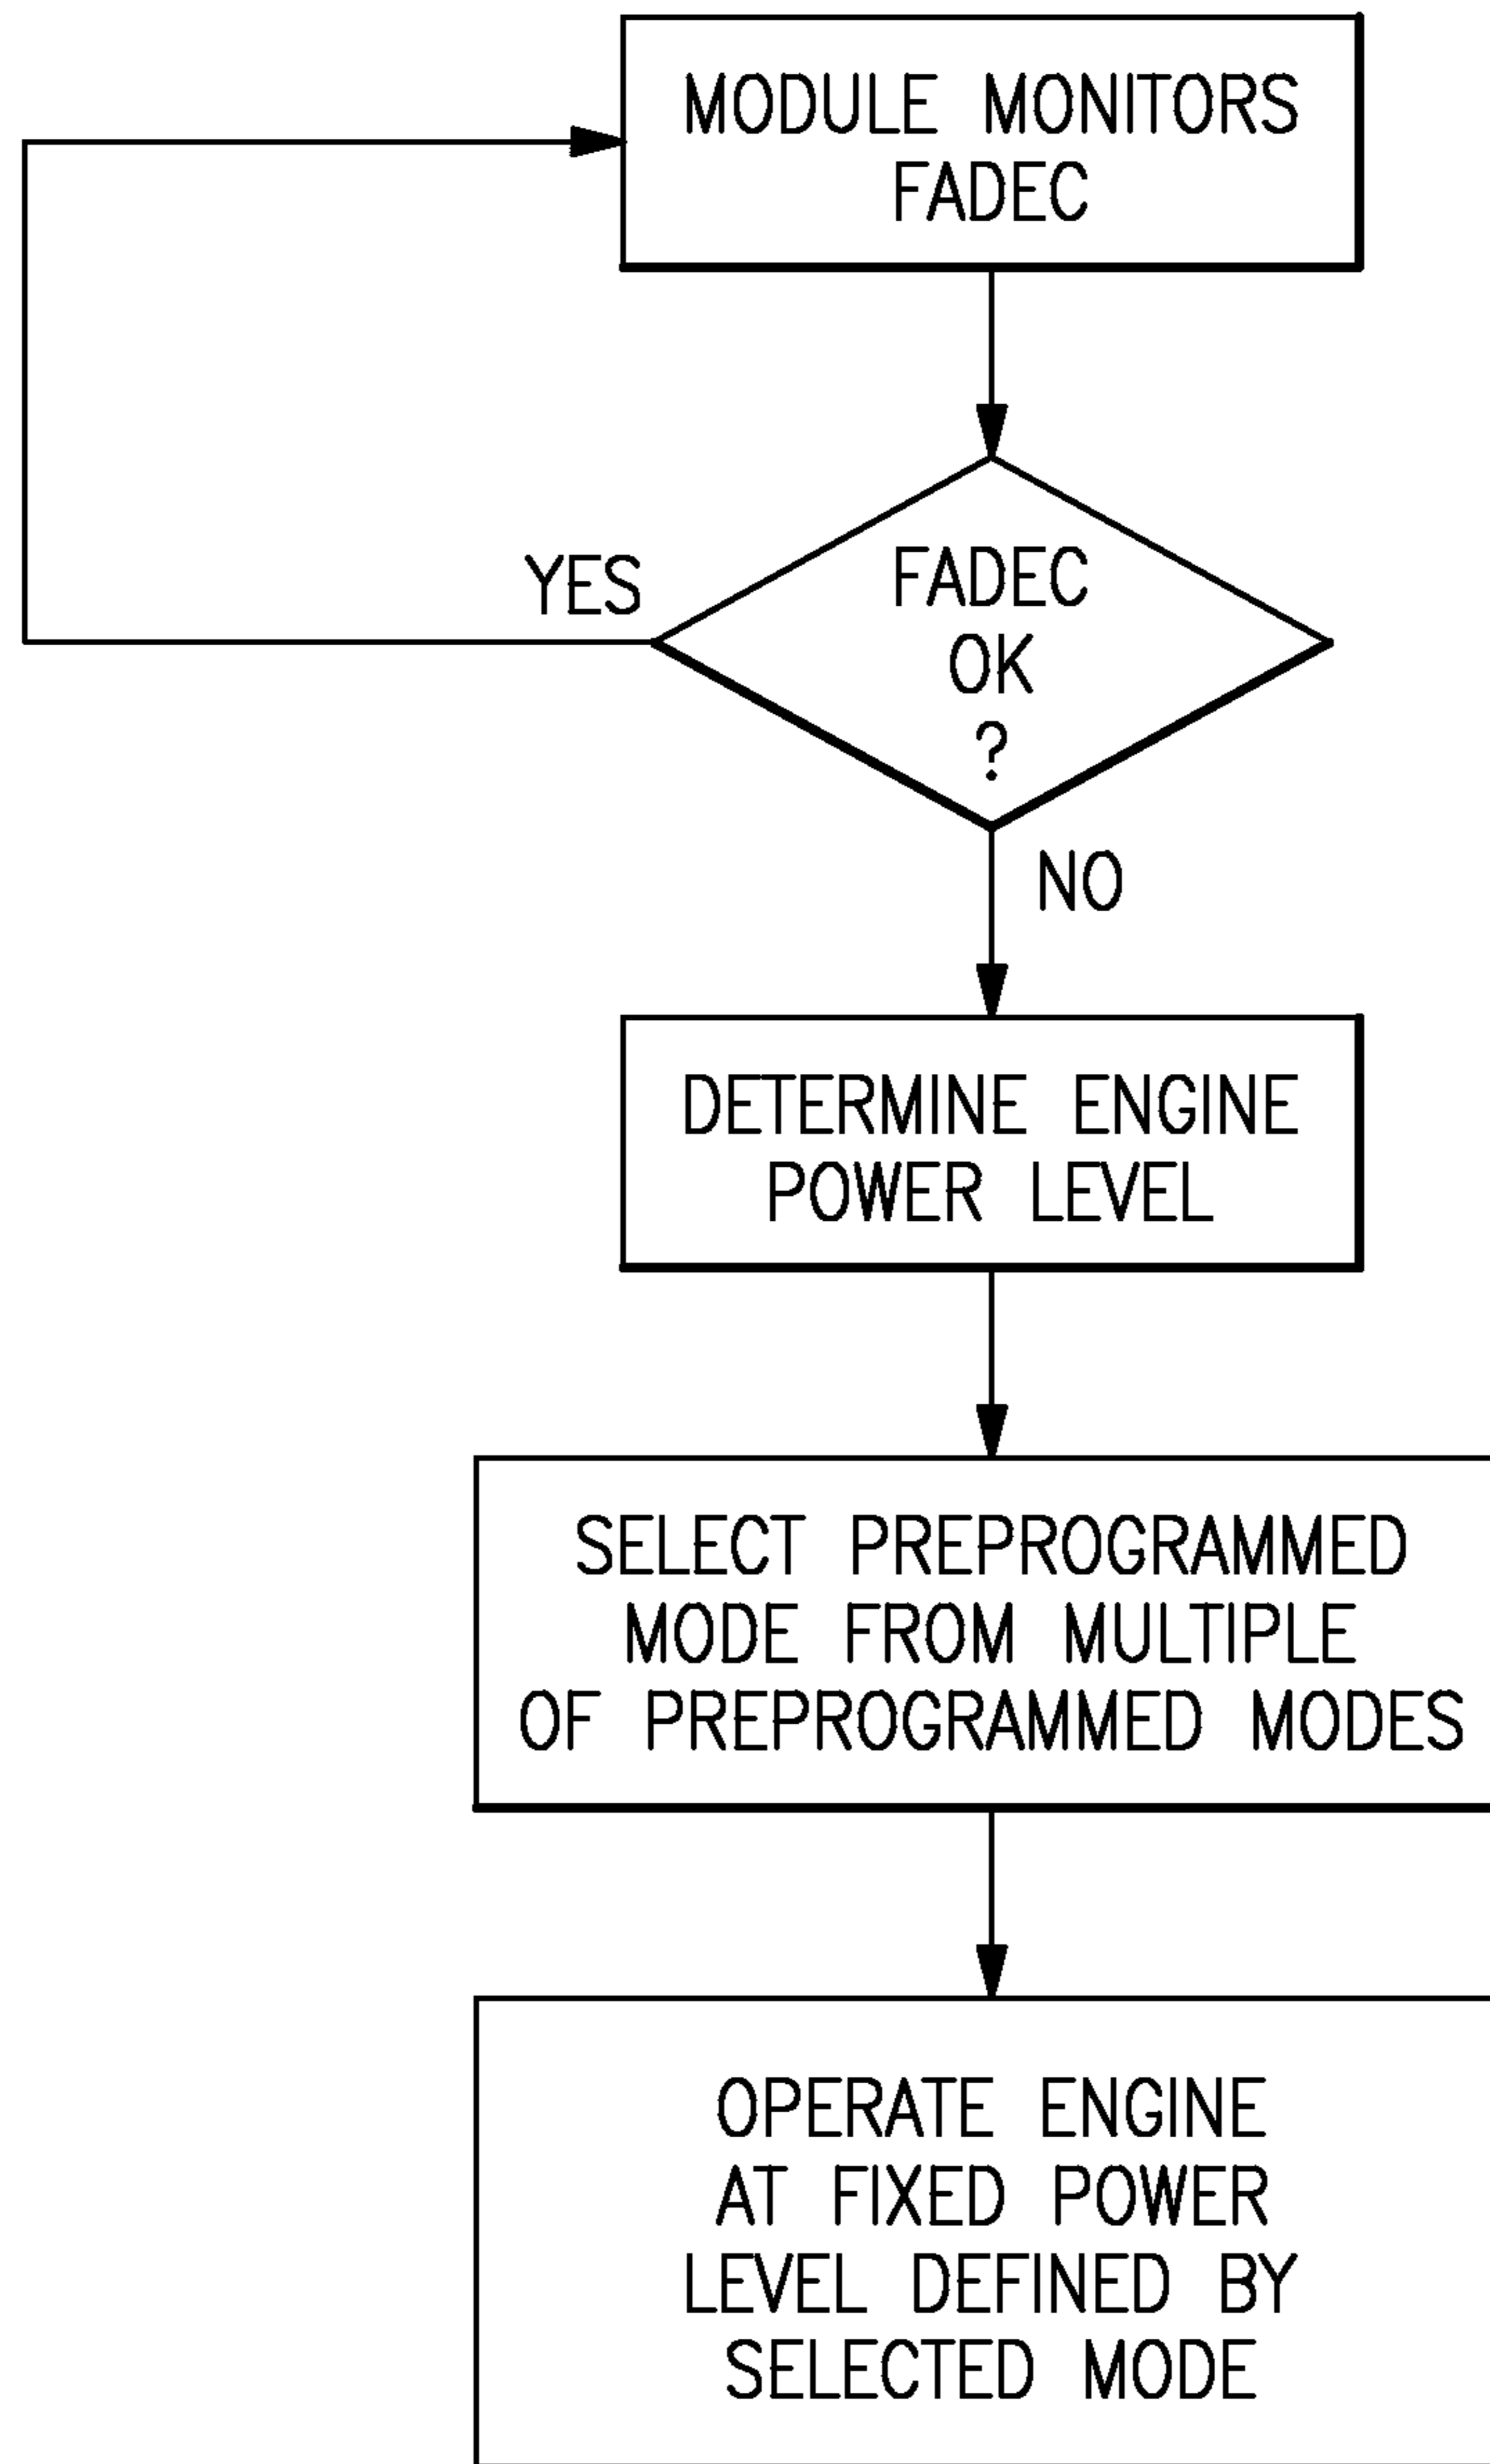 MODULE MONITORS
FADEC
FADEC
OK
?
YES
NO
DETERMINE ENGINE
POWER LEVEL
SELECT PREPROGRAMMED
MODE FROM MULTIPLE
OF PREPROGRAMMED MODES
OPERATE ENGINE
AT FIXED POWER
LEVEL DEFINED BY
SELECTED MODE